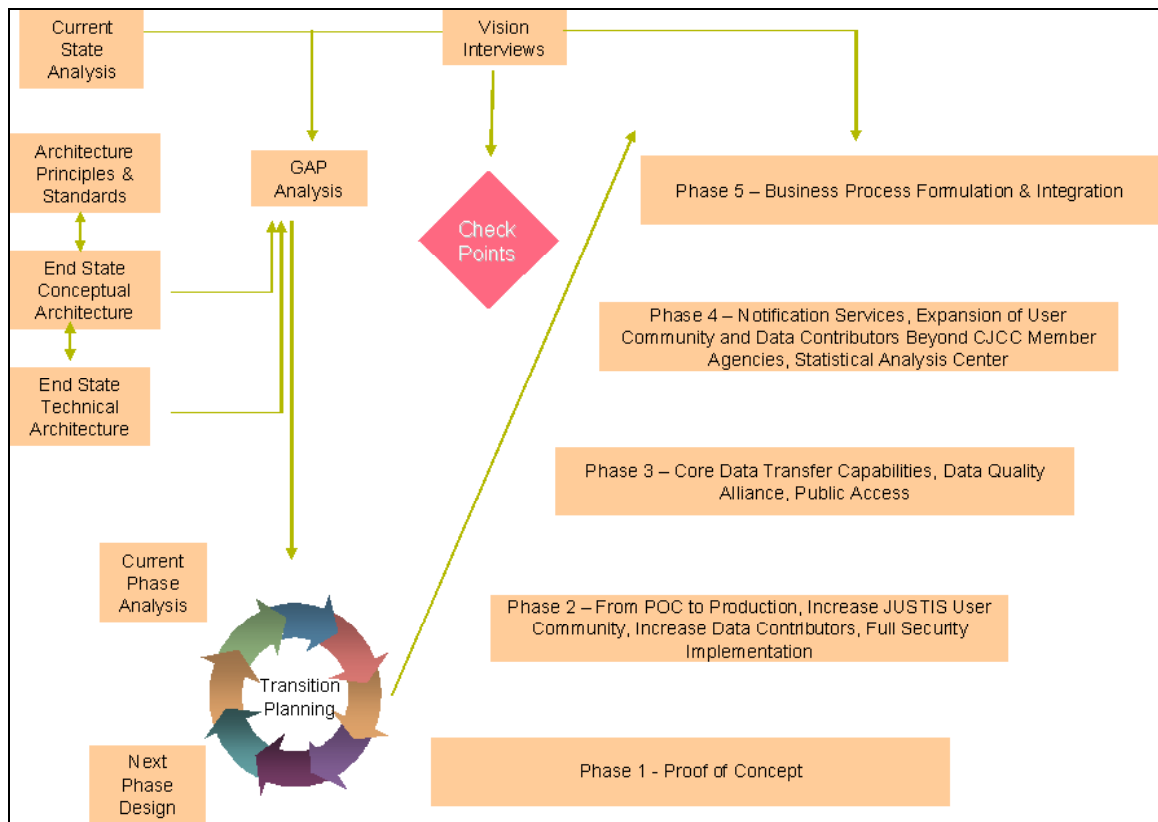 Current
State
Analysis
Vision
Interviews
Architecture
Principles &
Standards
GAP
Analysis
Check
Points
Phase 5 – Business Process Formulation & Integration
End State
Conceptual
Architecture
Phase 4 – Notification Services, Expansion of User
Community and Data Contributors Beyond CJCC Member
Agencies, Statistical Analysis Center
End State
Technical
Architecture
Phase 3 – Core Data Transfer Capabilities, Data Quality
Alliance, Public Access
Current
Phase
Analysis
Phase 2 – From POC to Production, Increase JUSTIS User
Community, Increase Data Contributors, Full Security
Implementation
Transition
Planning
Next
Phase
Design
Phase 1 - Proof of Concept